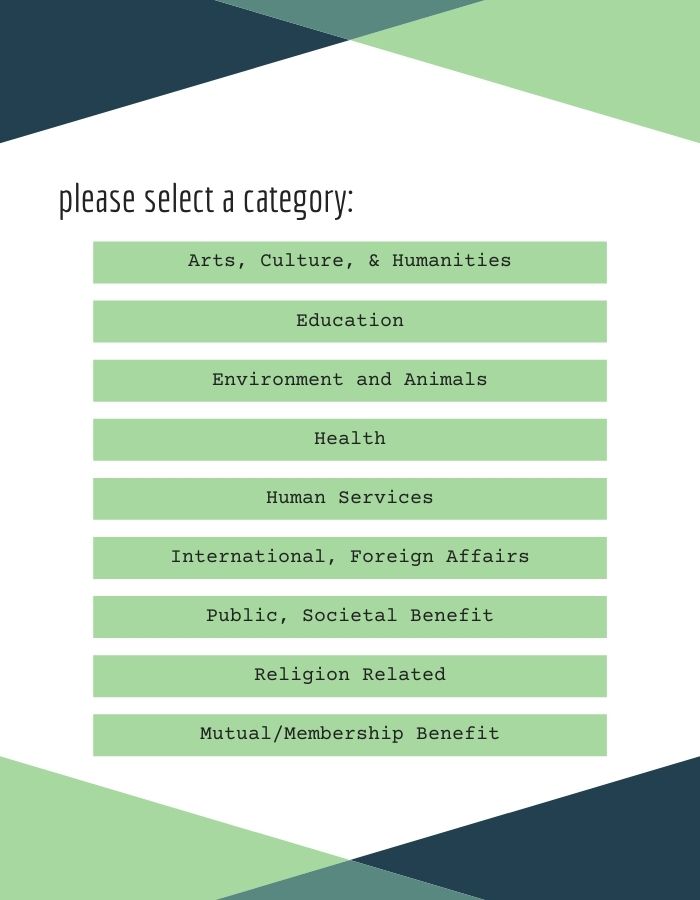 please select a category:
Arts, Culture, & Humanities
Education
Environment and Animals
Health
Human Services
International, Foreign Affairs
Public, Societal Benefit
Religion Related
Mutual/Membership Benefit